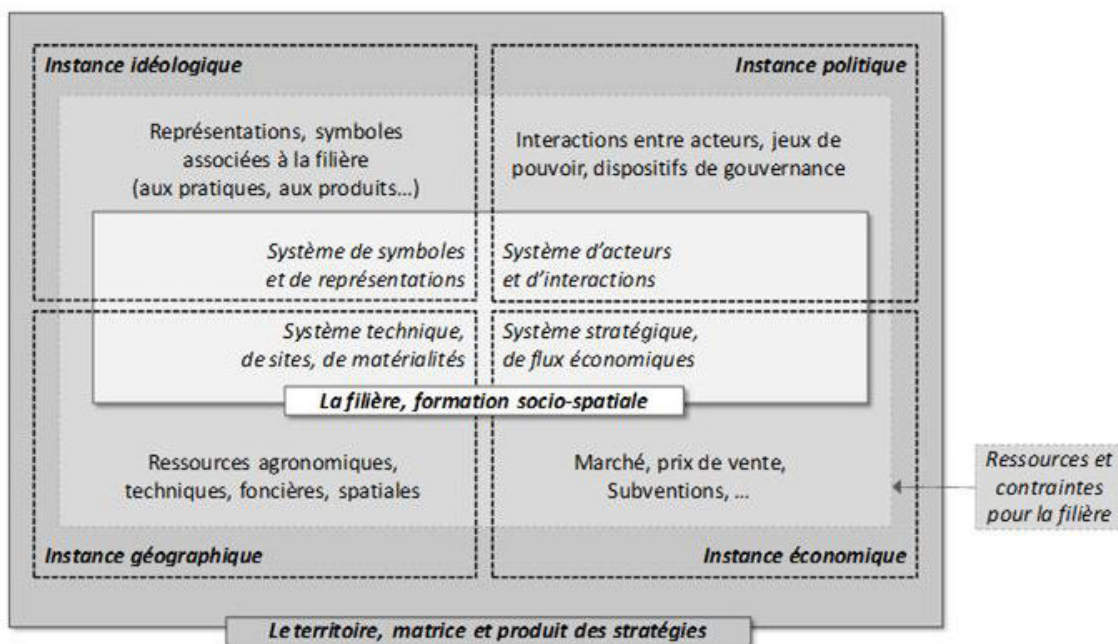 Instance idéologique
Instance politique
Représentations, symboles
associées à la filière
(aux pratiques, aux produits…)
Interactions entre acteurs, jeux de
pouvoir, dispositifs de gouvernance
Système de symboles
et de représentations
Système d'acteurs
et d'interactions
Système technique,
de sites, de matérialités
Système stratégique,
de flux économiques
La filière, formation socio-spatiale
Ressources agronomiques,
techniques, foncières, spatiales
Marché, prix de vente,
Subventions, …
Ressources et
contraintes
pour la filière
Instance géographique
Instance économique
Le territoire, matrice et produit des stratégies